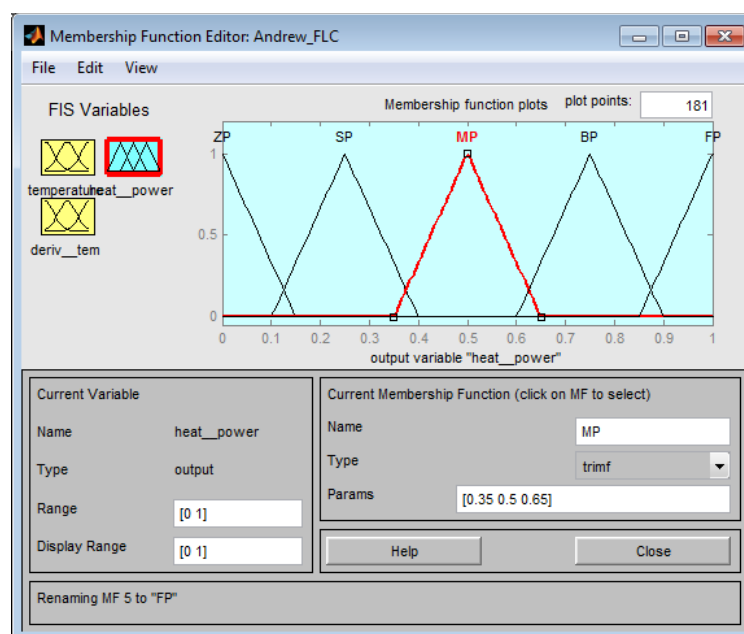 Membership Function Editor: Andrew_FLC
File Edit View
FIS Variables
temperature
heat__power
deriv__tem
Membership function plots
plot points:
181
ZP SP MP BP FP
1
0.5
0
0 0.1 0.2 0.3 0.4 0.5 0.6 0.7 0.8 0.9 1
output variable "heat__power"
Current Variable
Name heat__power
Type output
Range [0 1]
Display Range [0 1]
Current Membership Function (click on MF to select)
Name MP
Type trimf
Params [0.35 0.5 0.65]
Help Close
Renaming MF 5 to "FP"